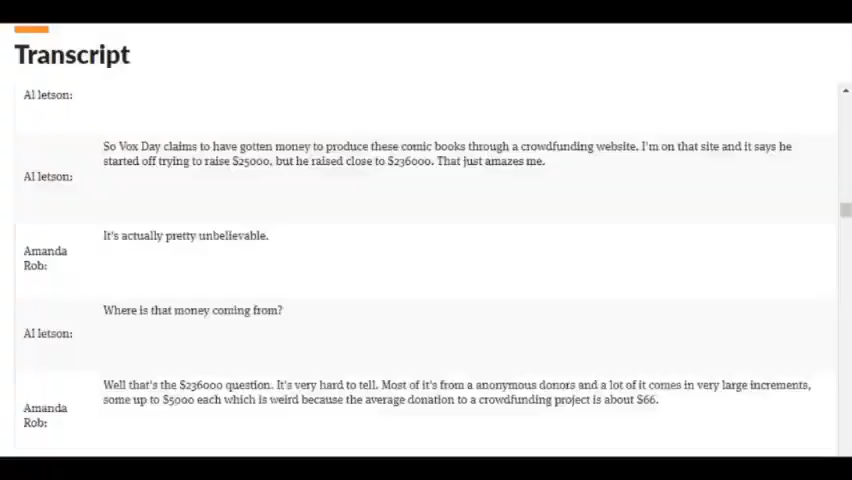 Transcript
Al letson:
So Vox Day claims to have gotten money to produce these comic books through a crowdfunding website. I'm on that site and it says he
started off trying to raise $25000, but he raised close to $236000. That just amazes me.
Al letson:
It's actually pretty unbelievable.
Amanda
Rob:
Where is that money coming from?
Al letson:
Well that's the $236000 question. It's very hard to tell. Most of it's from a anonymous donors and a lot of it comes in very large increments,
some up to $5000 each which is weird because the average donation to a crowdfunding project is about $66.
Amanda
Rob: